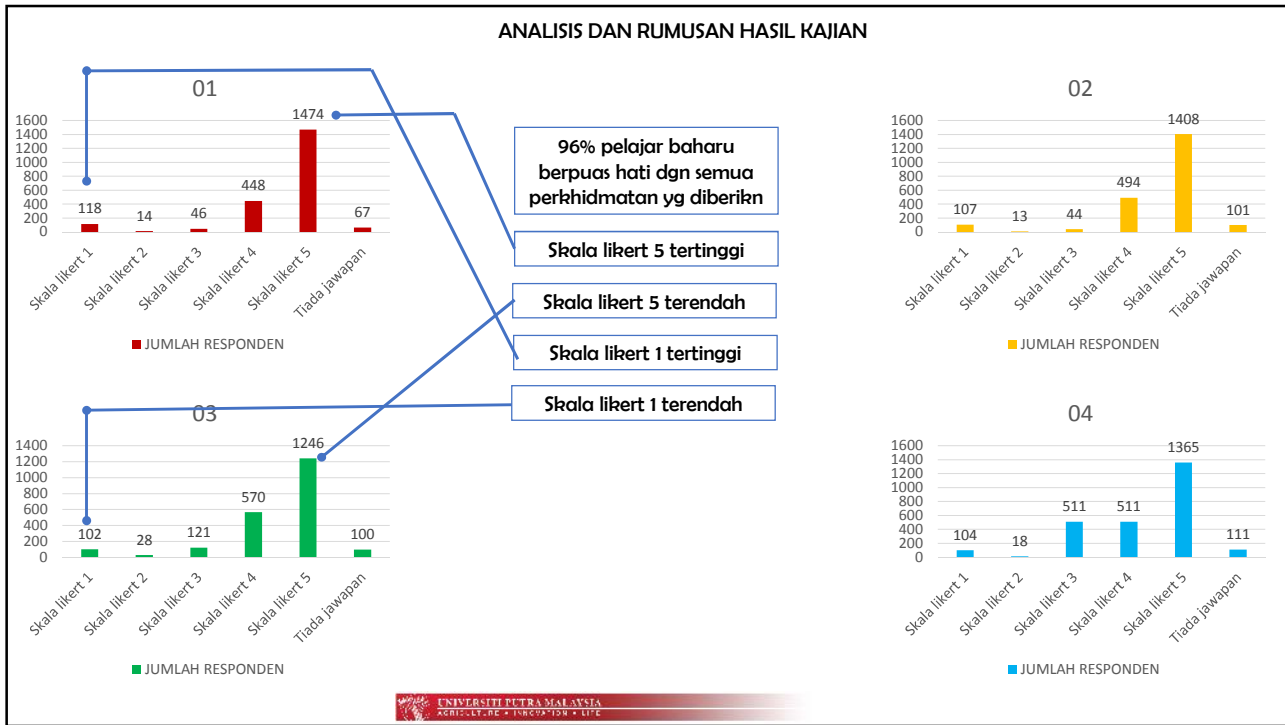 ANALISIS DAN RUMUSAN HASIL KAJIAN
01
1600
1400
1200
1000
800
600
400
200
0
118
14
46
448
1474
67
Skala likert 1
Skala likert 2
Skala likert 3
Skala likert 4
Skala likert 5
Tiada jawapan
JUMLAH RESPONDEN
96% pelajar baharu
berpuas hati dgn semua
perkhidmatan yg diberikn
Skala likert 5 tertinggi
Skala likert 5 terendah
Skala likert 1 tertinggi
Skala likert 1 terendah
02
1600
1400
1200
1000
800
600
400
200
0
107
13
44
494
1408
101
Skala likert 1
Skala likert 2
Skala likert 3
Skala likert 4
Skala likert 5
Tiada jawapan
JUMLAH RESPONDEN
03
1400
1200
1000
800
600
400
200
0
102
28
121
570
1246
100
Skala likert 1
Skala likert 2
Skala likert 3
Skala likert 4
Skala likert 5
Tiada jawapan
JUMLAH RESPONDEN
04
1600
1400
1200
1000
800
600
400
200
0
104
18
511
511
1365
111
Skala likert 1
Skala likert 2
Skala likert 3
Skala likert 4
Skala likert 5
Tiada jawapan
JUMLAH RESPONDEN
UNIVERSITI PUTRA MALAYSIA
AGRICULTURE • INNOVATION • LIFE